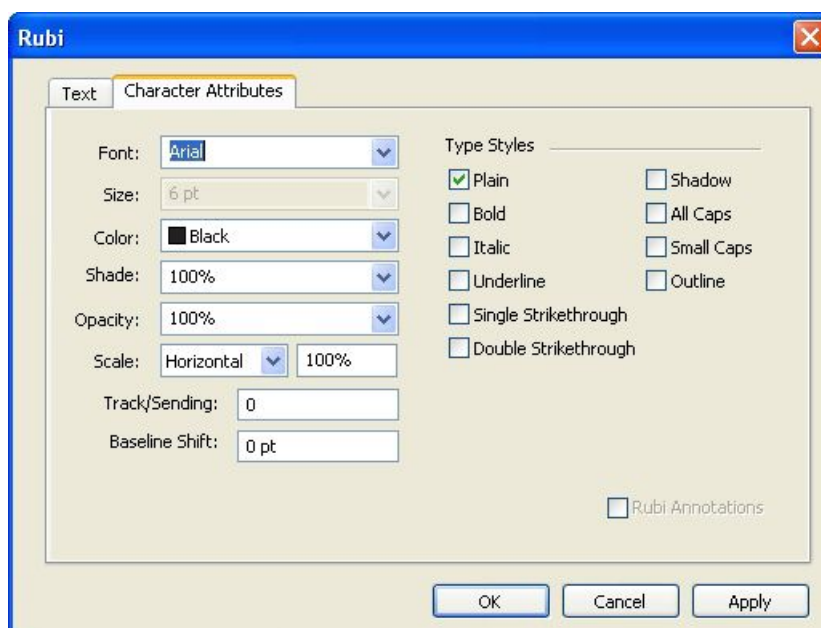 Rubi
Text
Character Attributes
Font:
Arial
Size:
6 pt
Color:
Black
Shade:
100%
Opacity:
100%
Scale:
Horizontal
100%
Track/Sending:
0
Baseline Shift:
0 pt
Type Styles
Plain
Bold
Italic
Underline
Single Strikethrough
Double Strikethrough
Shadow
All Caps
Small Caps
Outline
Rubi Annotations
OK
Cancel
Apply